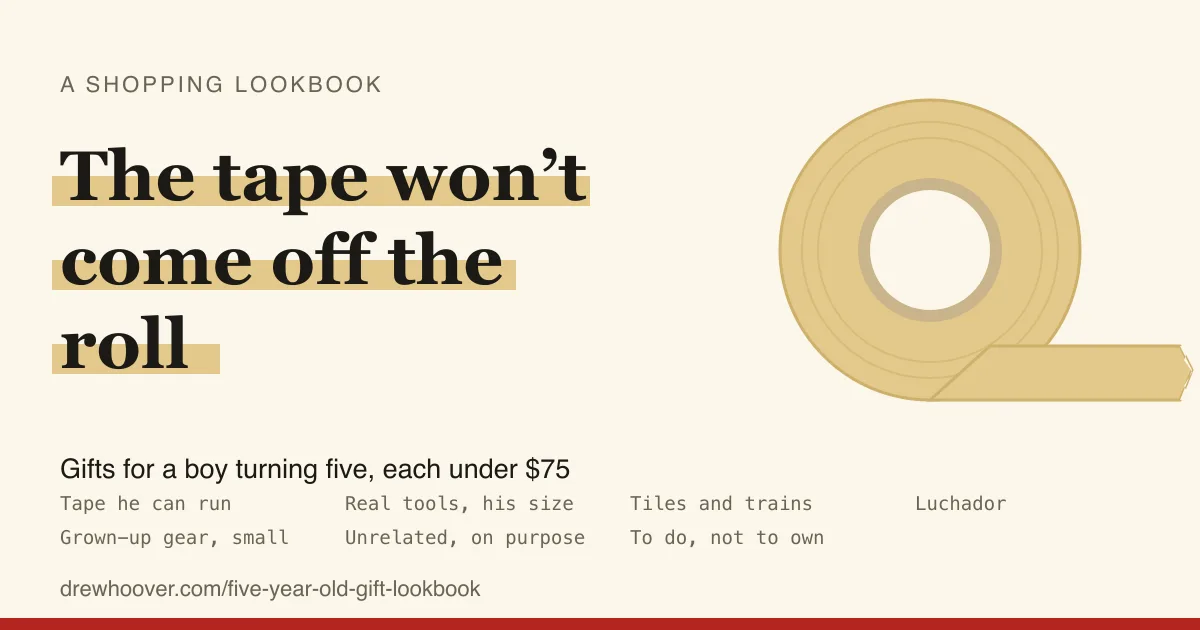 A SHOPPING LOOKBOOK
The tape won’t
come off the
roll
Gifts for a boy turning five, each under $75
Tape he can run Real tools, his size Tiles and trains Luchador
Grown-up gear, small Unrelated, on purpose To do, not to own
drewhoover.com/five-year-old-gift-lookbook